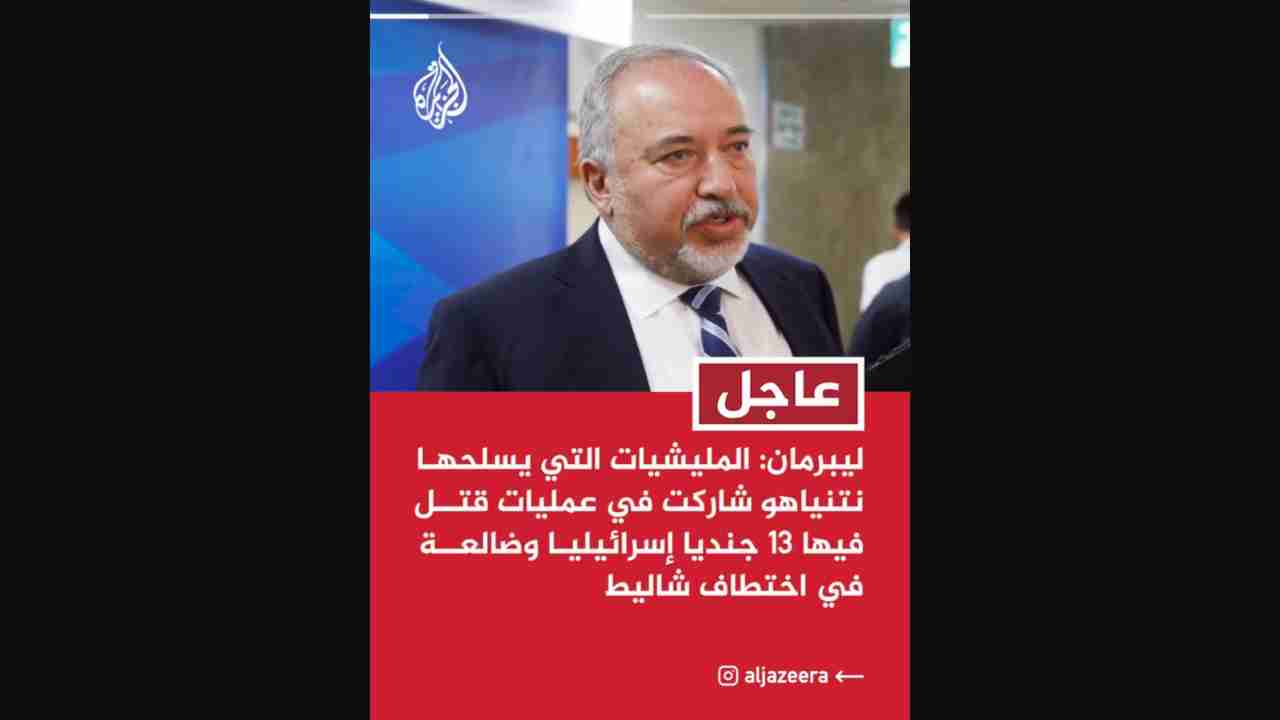 الجزيرة
عاجل
ليبرمان: المليشيات التي يسلحها
نتنياهو شاركت في عمليات قتل
فيها 13 جنديا إسرائيليا وضالعة
في اختطاف شاليط
aljazeera